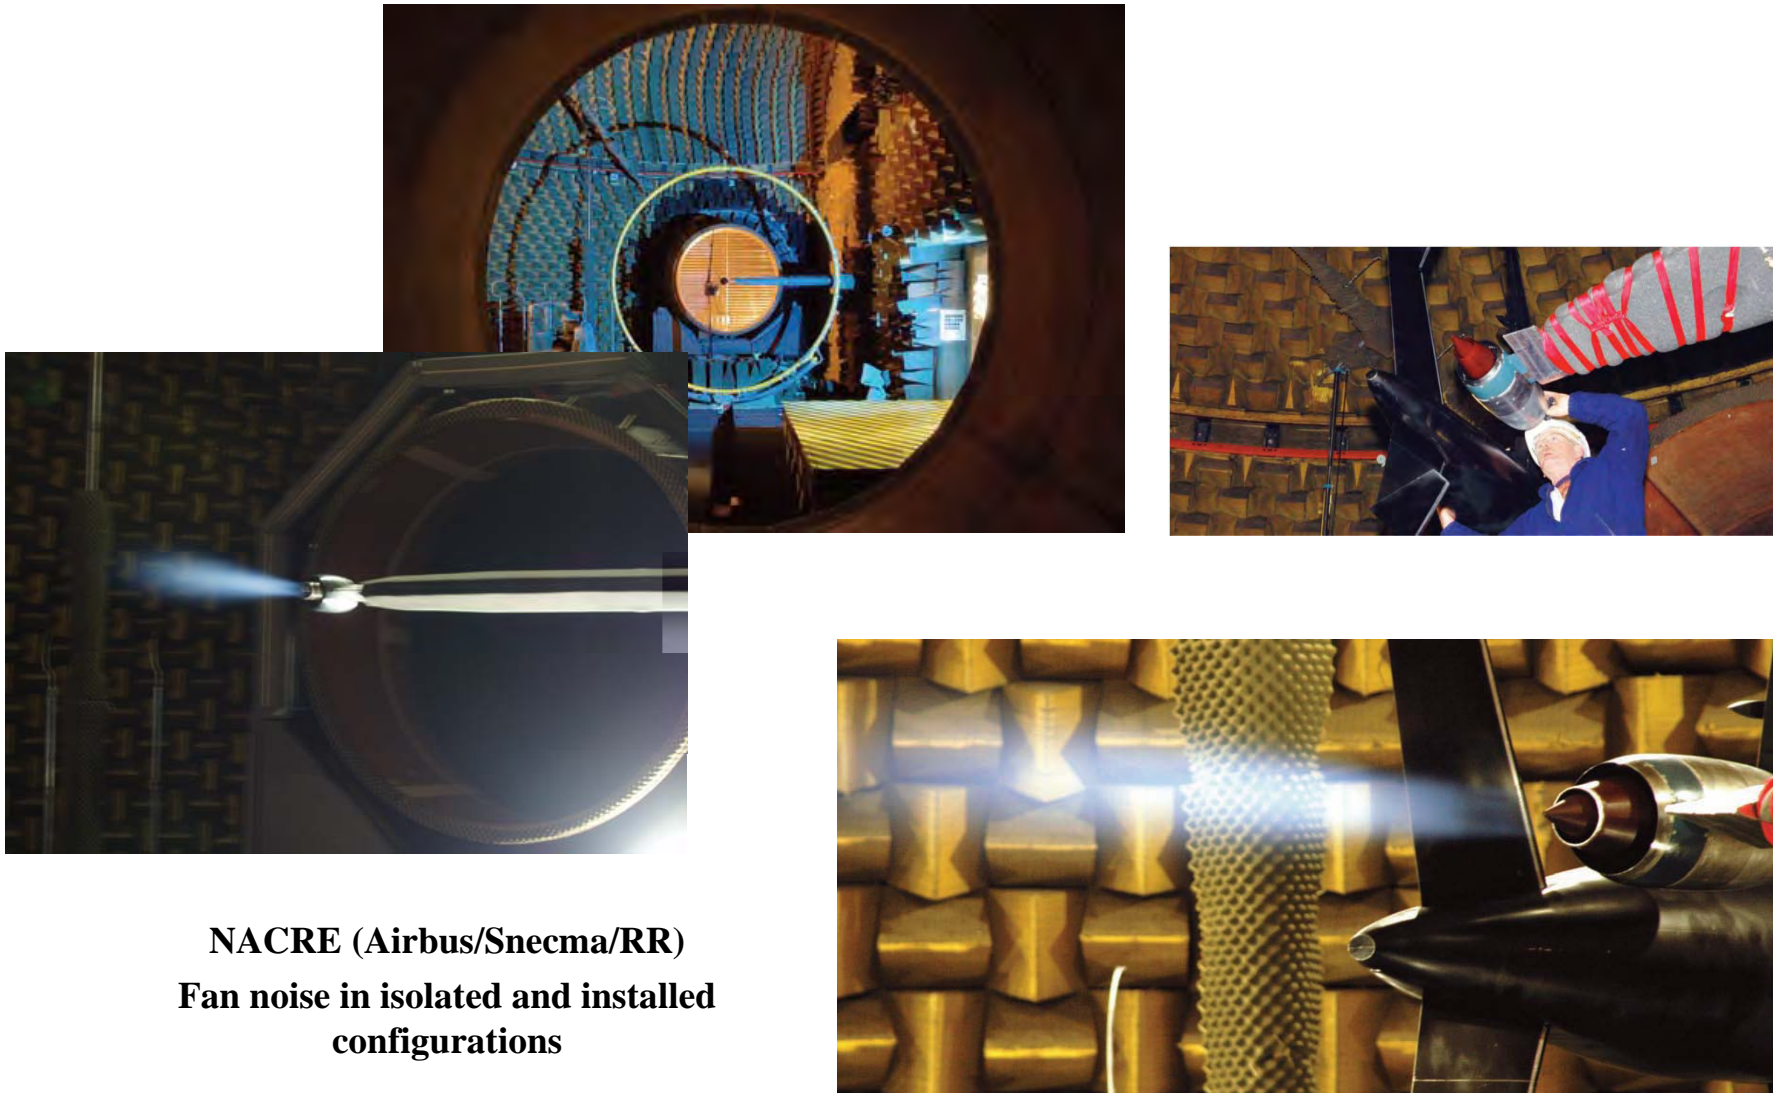 NACRE (Airbus/Snecma/RR)
Fan noise in isolated and installed
configurations